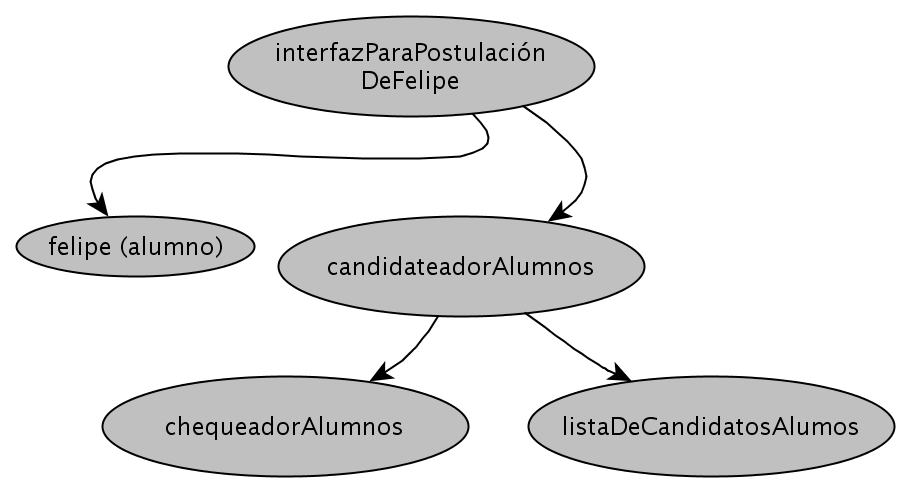 interfazParaPostulación
DeFelipe
felipe (alumno)
candidateadorAlumnos
chequeadorAlumnos
listaDeCandidatosAlumos